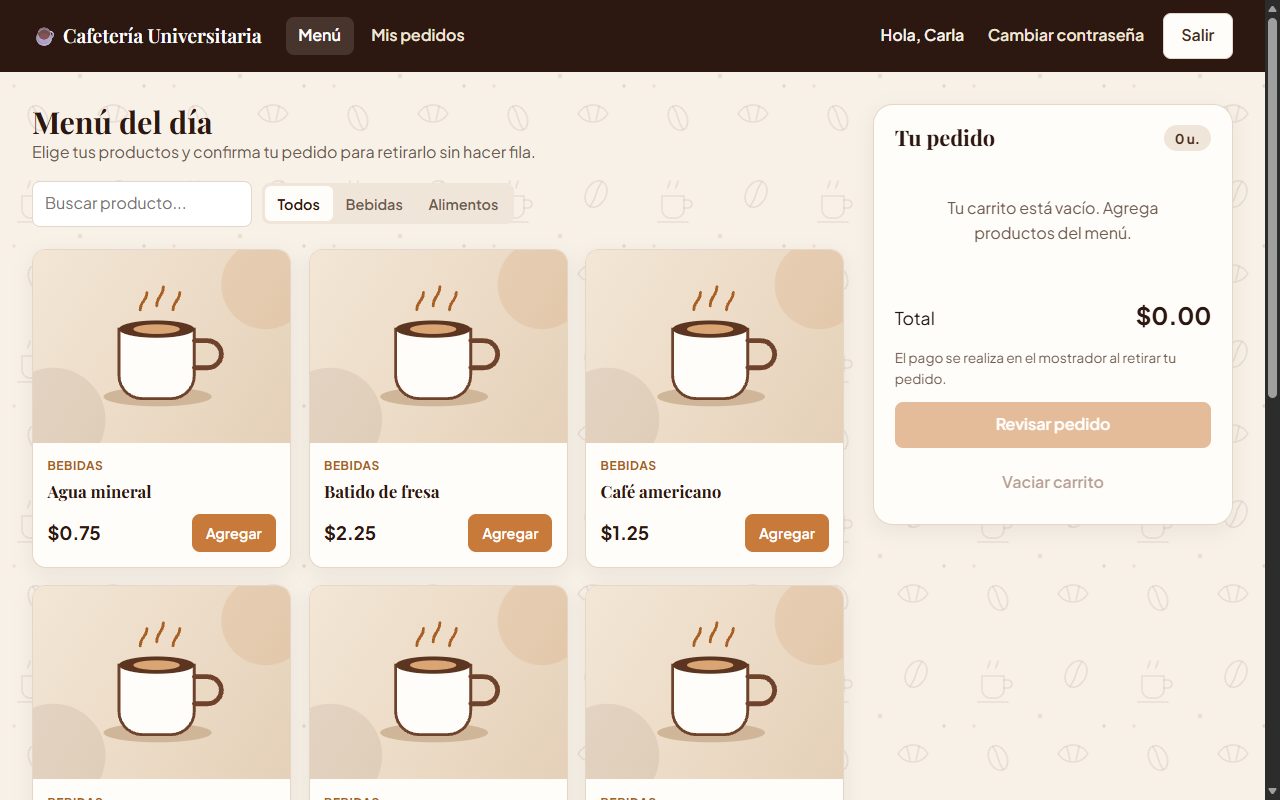 Cafetería Universitaria
Menú
Mis pedidos
Hola, Carla
Cambiar contraseña
Salir
Menú del día
Elige tus productos y confirma tu pedido para retirarlo sin hacer fila.
Buscar producto...
Todos
Bebidas
Alimentos
BEBIDAS
Agua mineral
$0.75
Agregar
BEBIDAS
Batido de fresa
$2.25
Agregar
BEBIDAS
Café americano
$1.25
Agregar
Tu pedido
0 u.
Tu carrito está vacío. Agrega
productos del menú.
Total
$0.00
El pago se realiza en el mostrador al retirar tu
pedido.
Revisar pedido
Vaciar carrito